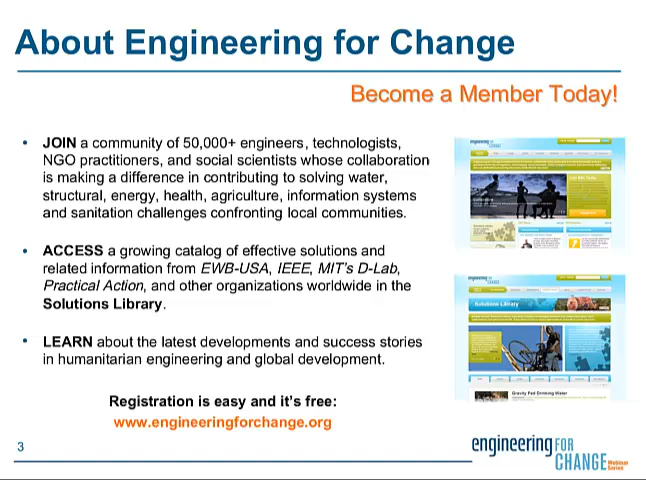 About Engineering for Change
Become a Member Today!
• JOIN a community of 50,000+ engineers, technologists,
NGO practitioners, and social scientists whose collaboration
is making a difference in contributing to solving water,
structural, energy, health, agriculture, information systems
and sanitation challenges confronting local communities.
• ACCESS a growing catalog of effective solutions and
related information from EWB-USA, IEEE, MIT's D-Lab,
Practical Action, and other organizations worldwide in the
Solutions Library.
• LEARN about the latest developments and success stories
in humanitarian engineering and global development.
Registration is easy and it's free:
www.engineeringforchange.org
Solutions Library
Gravity Fed Drinking Water
3
engineering FOR
CHANGE Webinar
Series